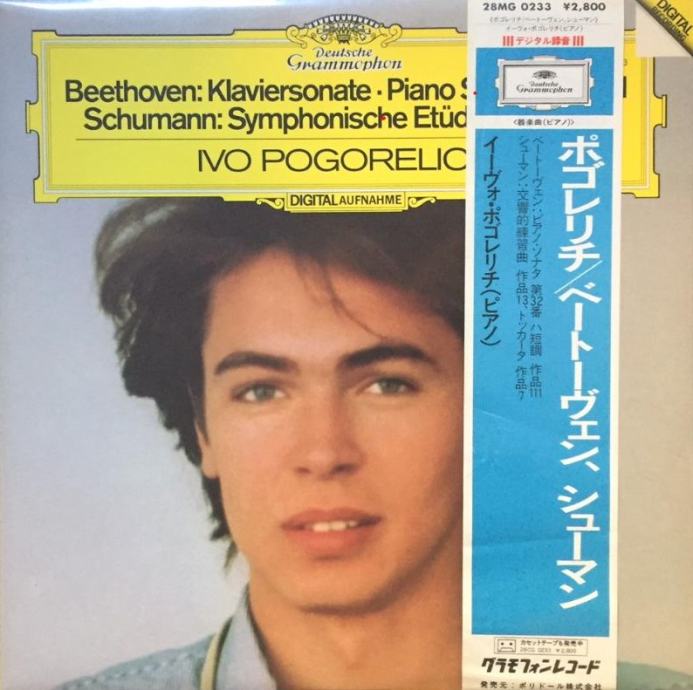 Deutsche
Grammophon
Beethoven: Klaviersonate · Piano S
Schumann: Symphonische Etüd
IVO POGORELIC
DIGITAL AUFNAHME
28MG 0233 ¥2,800
《ポゴレリチ/ベートーヴェン、シューマン》
イーヴォ・ポゴレリチ(ピアノ)
デジタル録音
Deutsche
Grammophon
<器楽曲(ピアノ)>
ポゴレリチ/ベートーヴェン、シューマン
ベートーヴェン:ピアノ・ソナタ 第32番 ハ短調 作品111
シューマン:交響的練習曲 作品13、トッカータ 作品7
イーヴォ・ポゴレリチ(ピアノ)
カセットテープも発売中
28CG 0233 ¥2,800
グラモフォンレコード
発売元:ポリドール株式会社
DIGITAL